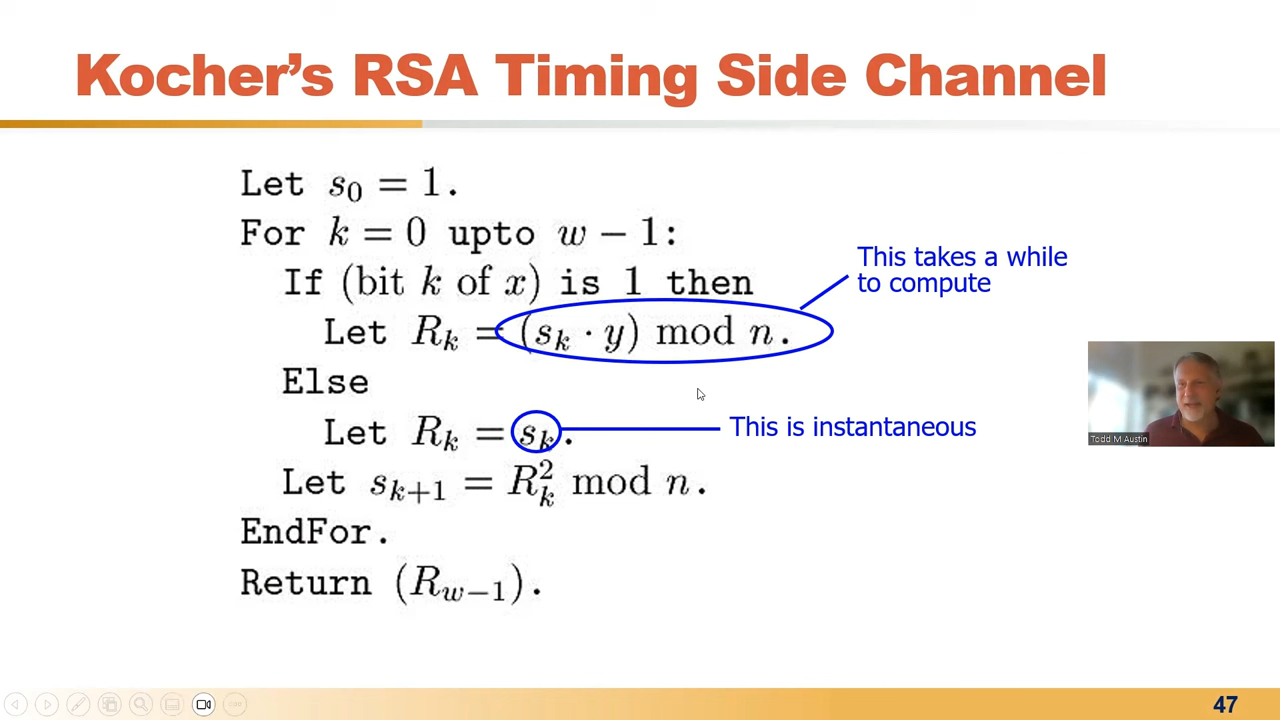 Kocher's RSA Timing Side Channel
Let s₀ = 1.
For k = 0 upto w − 1:
If (bit k of x) is 1 then
This takes a while
to compute
Let Rₖ = (sₖ · y) mod n.
Else
Let Rₖ = sₖ.
This is instantaneous
Let sₖ₊₁ = Rₖ² mod n.
EndFor.
Return (R_{w−1}).
Todd M Austin
47